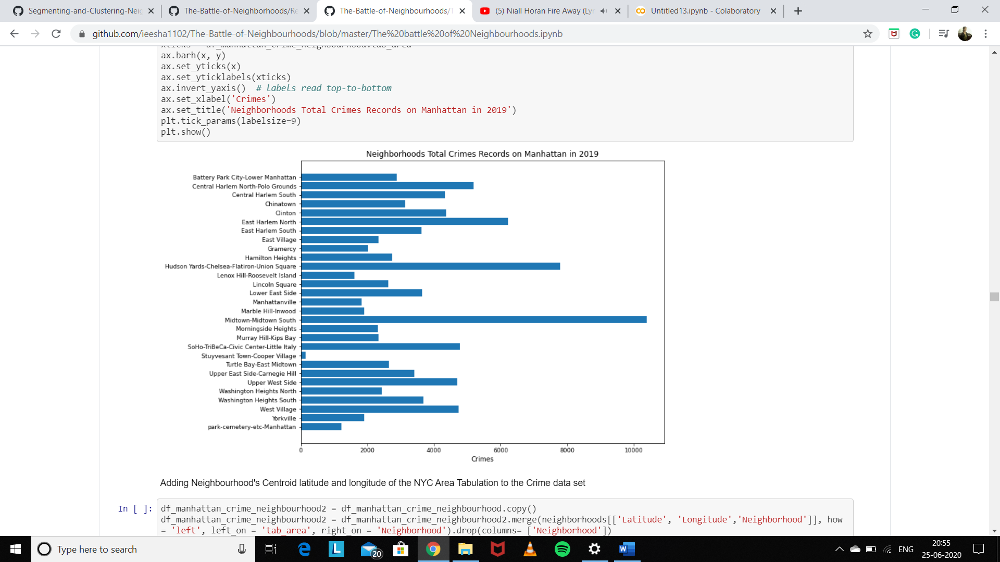 Segmenting-and-Clustering-Neig
The-Battle-of-Neighborhoods/Re
The-Battle-of-Neighbourhoods/T
(5) Niall Horan Fire Away (Lyr
Untitled13.ipynb - Colaboratory
github.com/ieesha1102/The-Battle-of-Neighbourhoods/blob/master/The%20battle%20of%20Neighbourhoods.ipynb
ax.barh(x, y)
ax.set_yticks(x)
ax.set_yticklabels(xticks)
ax.invert_yaxis()  # labels read top-to-bottom
ax.set_xlabel('Crimes')
ax.set_title('Neighborhoods Total Crimes Records on Manhattan in 2019')
plt.tick_params(labelsize=9)
plt.show()
Neighborhoods Total Crimes Records on Manhattan in 2019
Battery Park City-Lower Manhattan
Central Harlem North-Polo Grounds
Central Harlem South
Chinatown
Clinton
East Harlem North
East Harlem South
East Village
Gramercy
Hamilton Heights
Hudson Yards-Chelsea-Flatiron-Union Square
Lenox Hill-Roosevelt Island
Lincoln Square
Lower East Side
Manhattanville
Marble Hill-Inwood
Midtown-Midtown South
Morningside Heights
Murray Hill-Kips Bay
SoHo-TriBeCa-Civic Center-Little Italy
Stuyvesant Town-Cooper Village
Turtle Bay-East Midtown
Upper East Side-Carnegie Hill
Upper West Side
Washington Heights North
Washington Heights South
West Village
Yorkville
park-cemetery-etc-Manhattan
0 2000 4000 6000 8000 10000
Crimes
Adding Neighbourhood's Centroid latitude and longitude of the NYC Area Tabulation to the Crime data set
In [ ]: df_manhattan_crime_neighbourhood2 = df_manhattan_crime_neighbourhood.copy()
df_manhattan_crime_neighbourhood2 = df_manhattan_crime_neighbourhood2.merge(neighborhoods[['Latitude', 'Longitude','Neighborhood']], how
= 'left', left_on = 'tab_area', right_on = 'Neighborhood').drop(columns= ['Neighborhood'])
Type here to search
20
ENG
20:55
25-06-2020